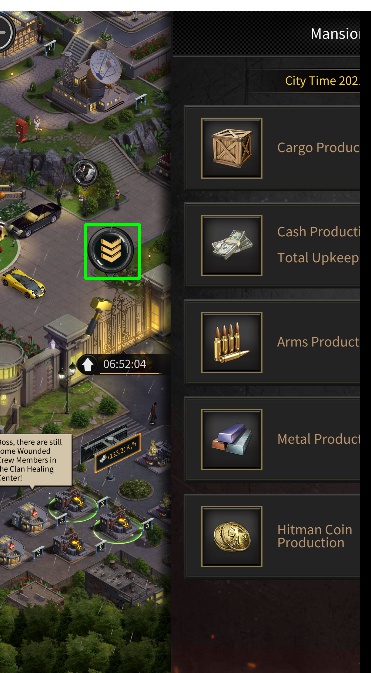 Mansion
City Time 202
Cargo Produc
Cash Producti
Total Upkeep
Arms Product
06:52:04
Boss, there are still
some Wounded
Crew Members in
the Clan Healing
Center!
Metal Product
Hitman Coin
Production